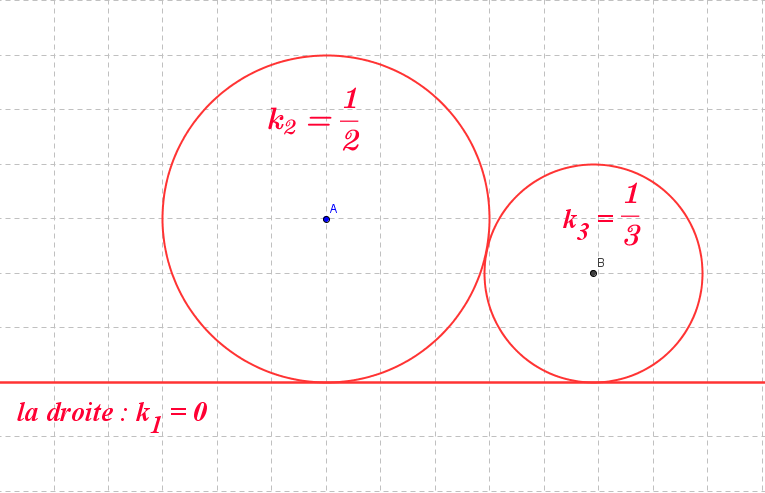 k₂ = 1/2
A
k₃ = 1/3
B
la droite : k₁ = 0